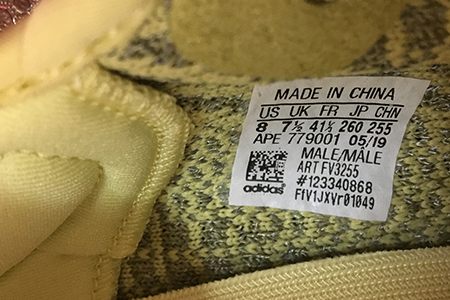 MADE IN CHINA
US UK FR JP CHN
8 7½ 41⅓ 260 255
APE 779001 05/19
MALE/MÂLE
ART FV3255
#123340868
adidas FfV1JXVr01049